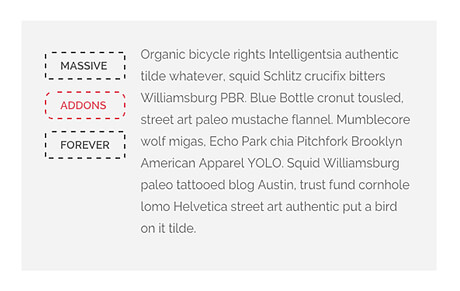 MASSIVE
ADDONS
FOREVER
Organic bicycle rights Intelligentsia authentic
tilde whatever, squid Schlitz crucifix bitters
Williamsburg PBR. Blue Bottle cronut tousled,
street art paleo mustache flannel. Mumblecore
wolf migas, Echo Park chia Pitchfork Brooklyn
American Apparel YOLO. Squid Williamsburg
paleo tattooed blog Austin, trust fund cornhole
lomo Helvetica street art authentic put a bird
on it tilde.